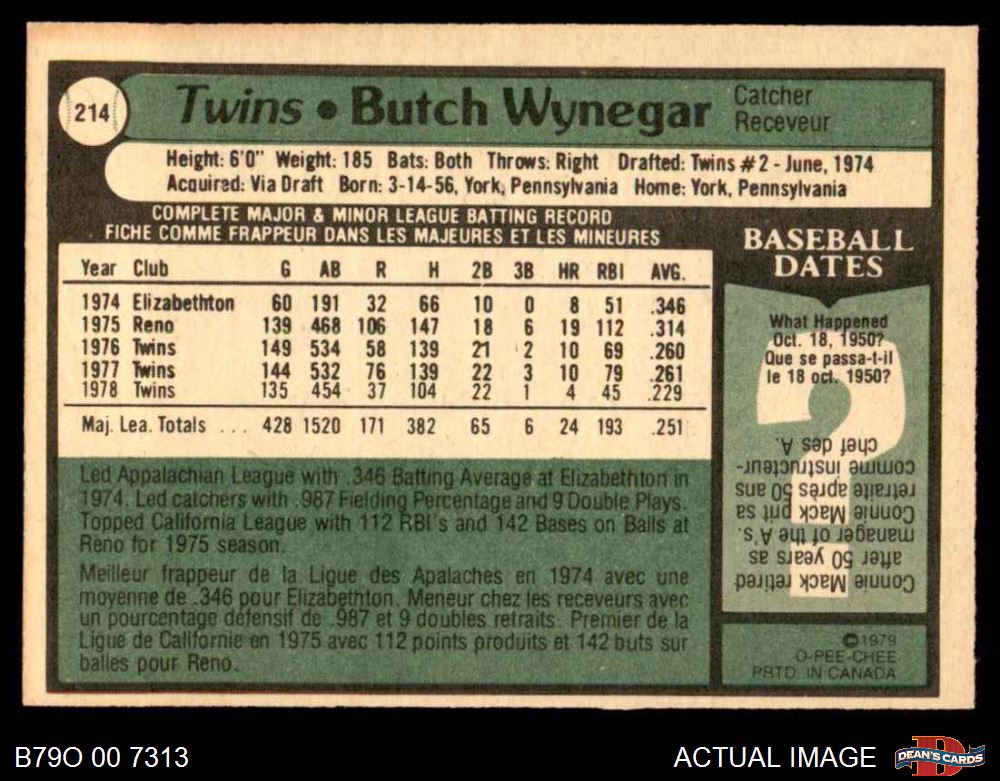 214
Twins • Butch Wynegar
Catcher
Receveur
Height: 6'0" Weight: 185 Bats: Both Throws: Right Drafted: Twins #2 - June, 1974
Acquired: Via Draft Born: 3-14-56, York, Pennsylvania Home: York, Pennsylvania
COMPLETE MAJOR & MINOR LEAGUE BATTING RECORD
FICHE COMME FRAPPEUR DANS LES MAJEURES ET LES MINEURES
Year Club G AB R H 2B 3B HR RBI AVG.
1974 Elizabethton 60 191 32 66 10 0 8 51 .346
1975 Reno 139 468 106 147 18 6 19 112 .314
1976 Twins 149 534 58 139 21 2 10 69 .260
1977 Twins 144 532 76 139 22 3 10 79 .261
1978 Twins 135 454 37 104 22 1 4 45 .229
Maj. Lea. Totals ... 428 1520 171 382 65 6 24 193 .251
Led Appalachian League with .346 Batting Average at Elizabethton in
1974. Led catchers with .987 Fielding Percentage and 9 Double Plays.
Topped California League with 112 RBI's and 142 Bases on Balls at
Reno for 1975 season.
Meilleur frappeur de la Ligue des Apalaches en 1974 avec une
moyenne de .346 pour Elizabethton. Meneur chez les receveurs avec
un pourcentage défensif de .987 et 9 doubles retraits. Premier de la
Ligue de Californie en 1975 avec 112 points produits et 142 buts sur
balles pour Reno.
BASEBALL
DATES
What Happened
Oct. 18, 1950?
Que se passa-t-il
le 18 oct. 1950?
Connie Mack retired
after 50 years as
manager of the A's.
Connie Mack prit sa
retraite après 50 ans
comme instructeur-
chef des A.
©1979
O-PEE-CHEE
PRTD. IN CANADA
B79O 00 7313
ACTUAL IMAGE
D
DEAN'S CARDS